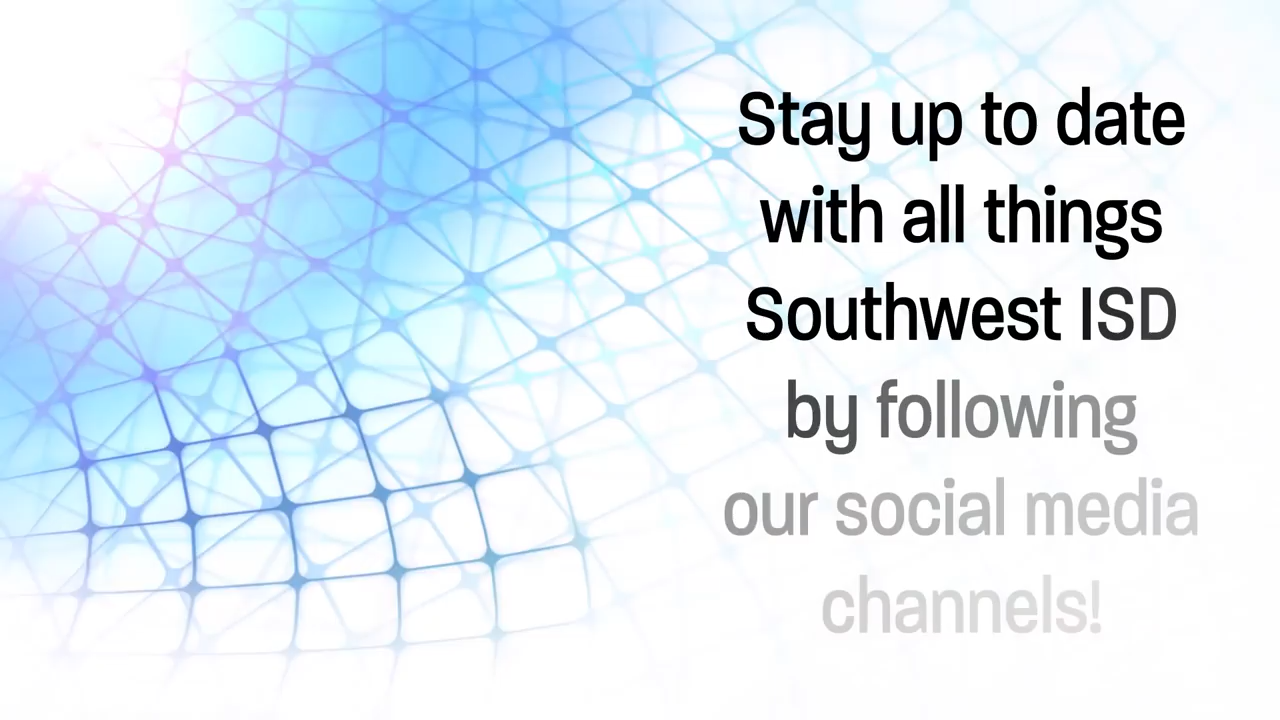 Stay up to date
with all things
Southwest ISD
by following
our social media
channels!